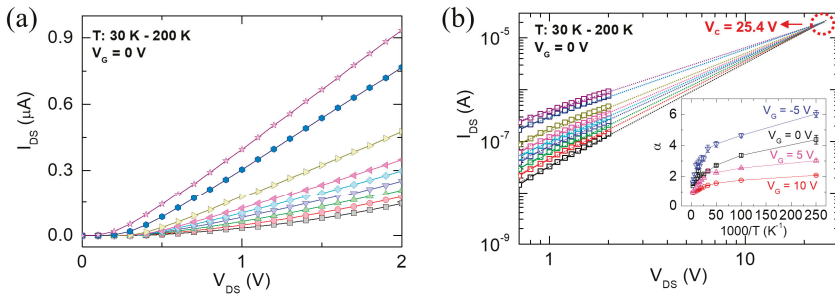 (a)
T: 30 K - 200 K
V_G = 0 V
0.9
0.6
0.3
0.0
I_DS (μA)
0
1
2
V_DS (V)
(b)
T: 30 K - 200 K
V_G = 0 V
V_C = 25.4 V
10^-5
10^-7
10^-9
I_DS (A)
1
10
V_DS (V)
V_G = -5 V
V_G = 0 V
V_G = 5 V
V_G = 10 V
6
4
2
0
α
0 50 100 150 200 250
1000/T (K^-1)